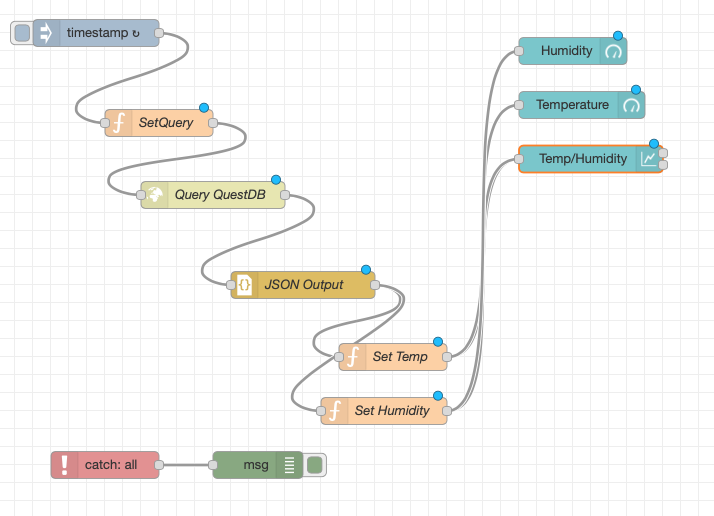 timestamp ↻
SetQuery
Query QuestDB
JSON Output
Set Temp
Set Humidity
catch: all
msg
Humidity
Temperature
Temp/Humidity